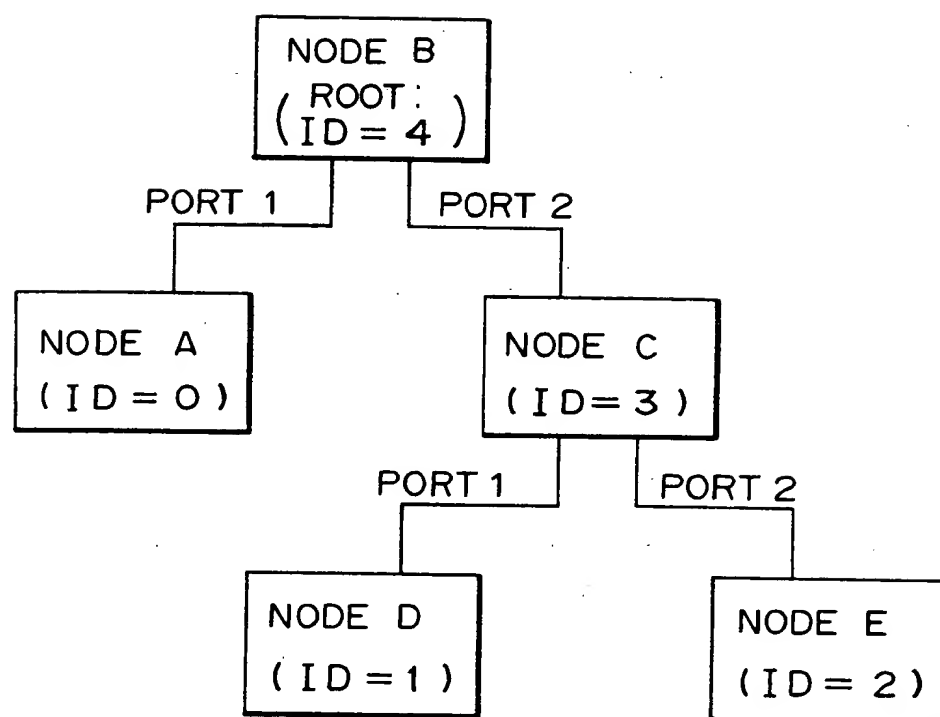 NODE B
( ROOT :
ID = 4 )
PORT 1
PORT 2
NODE A
( ID = 0 )
NODE C
( ID = 3 )
PORT 1
PORT 2
NODE D
( ID = 1 )
NODE E
( ID = 2 )